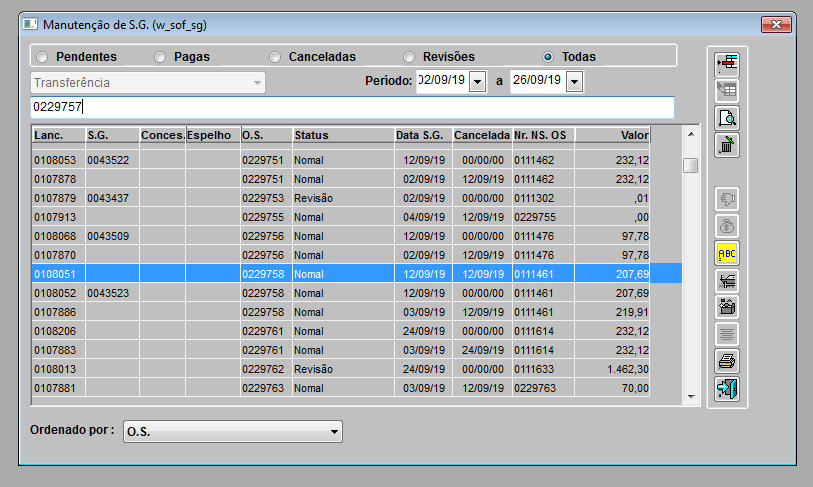 Manutenção de S.G. (w_sof_sg)
Pendentes Pagas Canceladas Revisões Todas
Transferência Período: 02/09/19 a 26/09/19
0229757
Lanc. S.G. Conces. Espelho O.S. Status Data S.G. Cancelada Nr. NS. OS Valor
0108053 0043522 0229751 Nomal 12/09/19 00/00/00 0111462 232,12
0107878 0229751 Nomal 02/09/19 12/09/19 0111462 232,12
0107879 0043437 0229753 Revisão 02/09/19 00/00/00 0111302 ,01
0107913 0229755 Nomal 04/09/19 12/09/19 0229755 ,00
0108068 0043509 0229756 Nomal 12/09/19 00/00/00 0111476 97,78
0107870 0229756 Nomal 02/09/19 12/09/19 0111476 97,78
0108051 0229758 Nomal 12/09/19 12/09/19 0111461 207,69
0108052 0043523 0229758 Nomal 12/09/19 00/00/00 0111461 207,69
0107886 0229758 Nomal 03/09/19 12/09/19 0111461 219,91
0108206 0229761 Nomal 24/09/19 00/00/00 0111614 232,12
0107883 0229761 Nomal 03/09/19 24/09/19 0111614 232,12
0108013 0229762 Revisão 24/09/19 00/00/00 0111633 1.462,30
0107881 0229763 Nomal 03/09/19 12/09/19 0229763 70,00
ABC
Ordenado por : O.S.